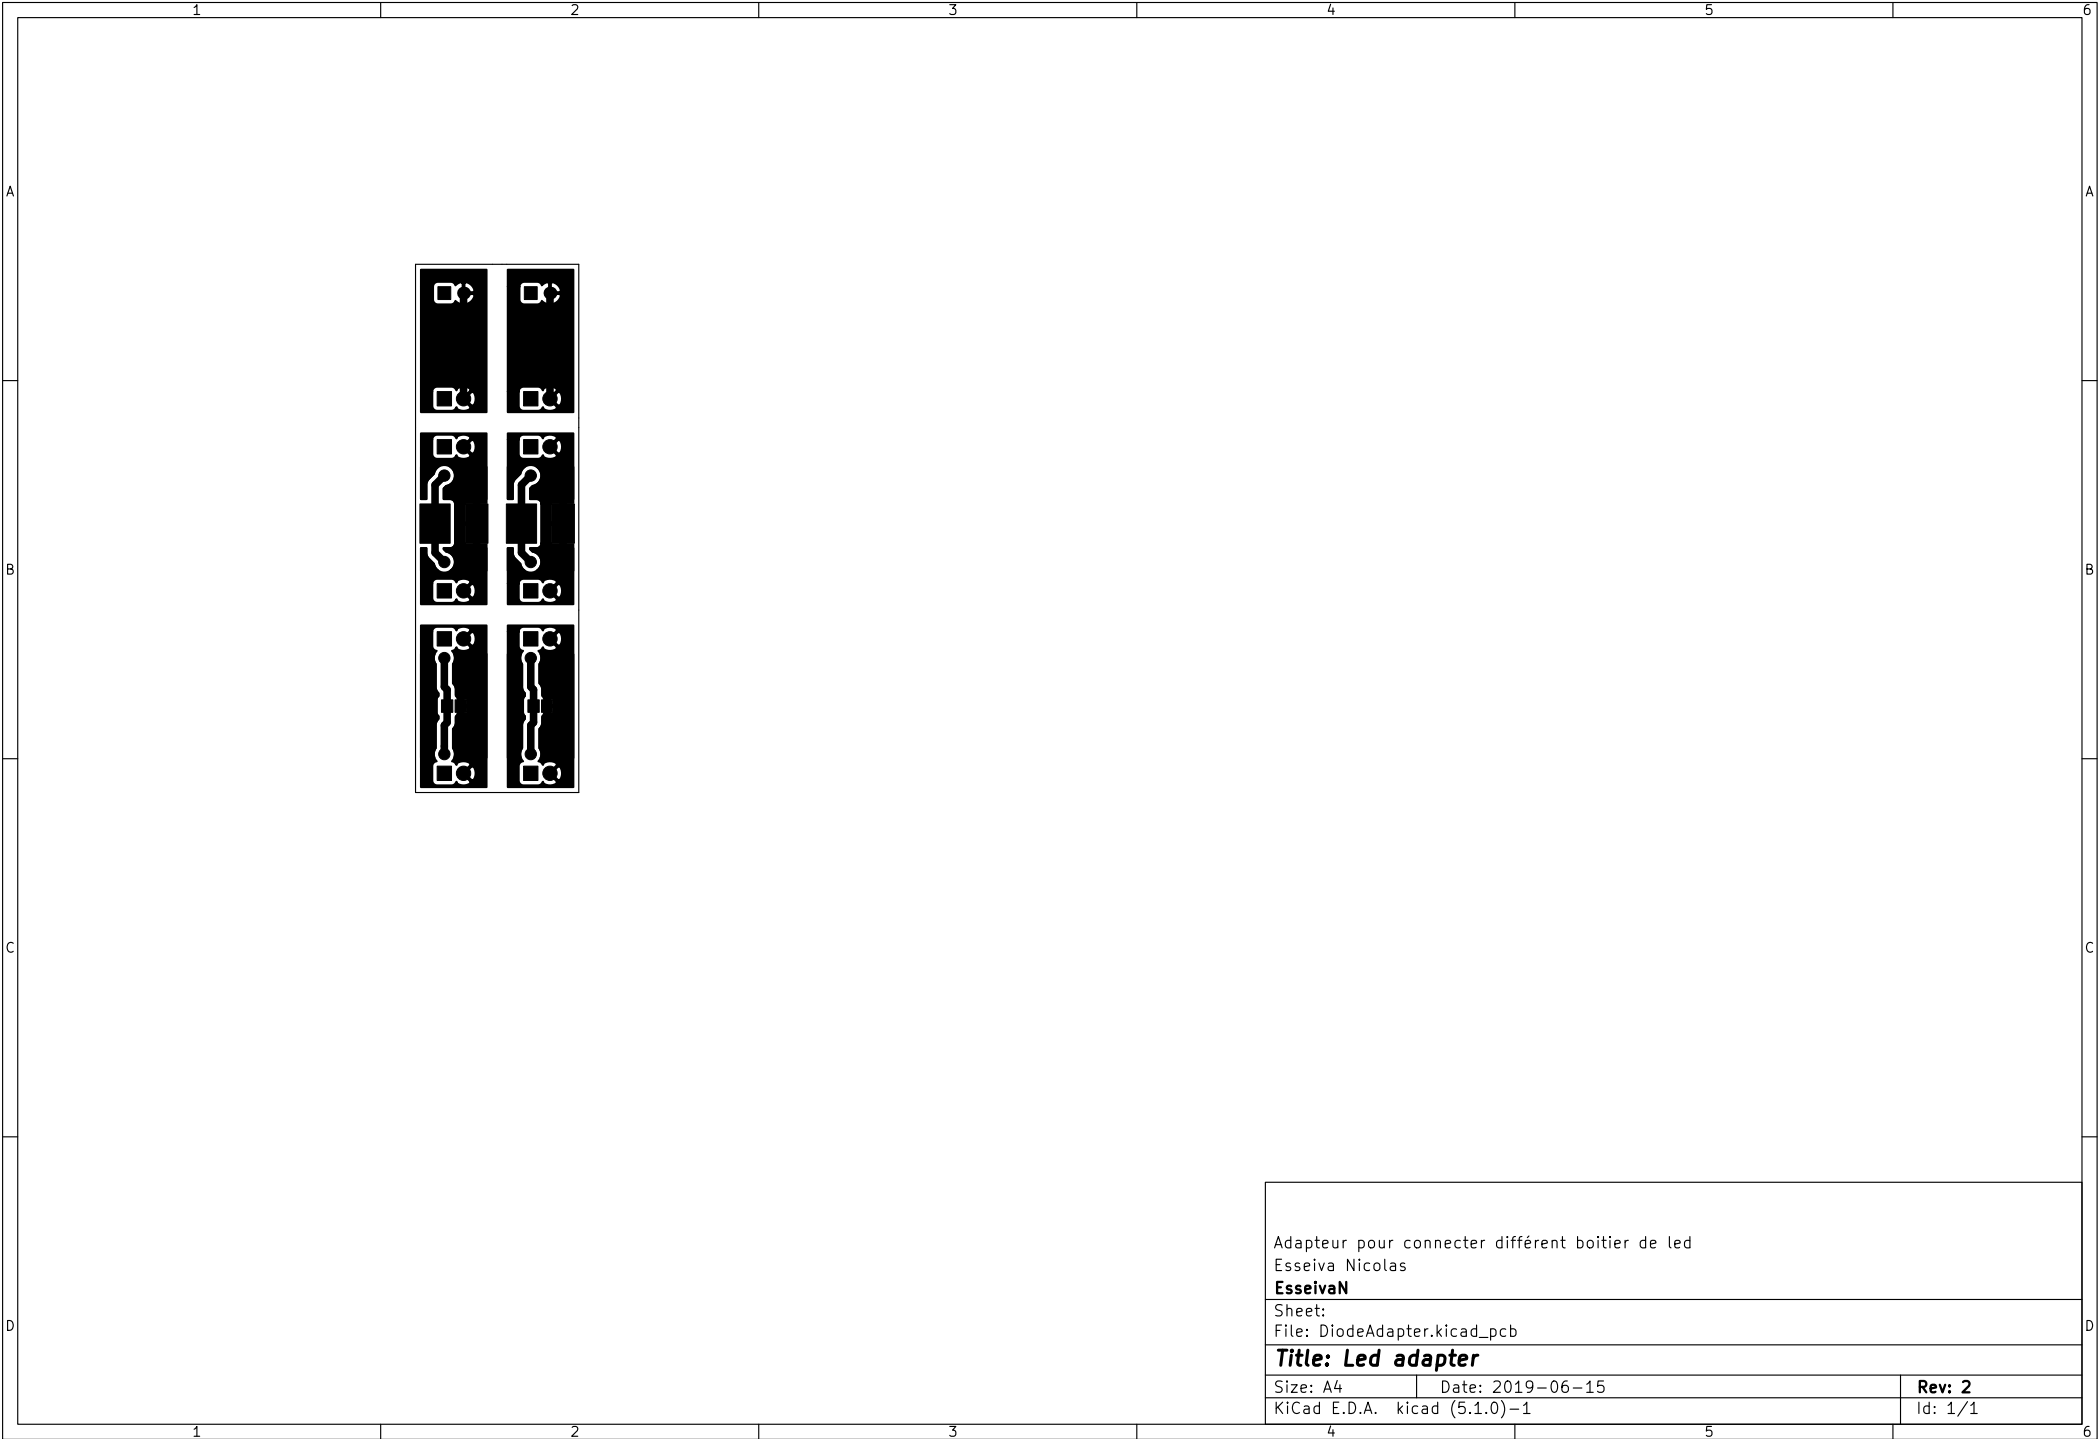 1 2 3 4 5 6
A A
B B
C C
Adapteur pour connecter différent boitier de led
Esseiva Nicolas
EsseivaN
Sheet:
D D
File: DiodeAdapter.kicad_pcb
Title: Led adapter
Size: A4 Date: 2019-06-15 Rev: 2
KiCad E.D.A. kicad (5.1.0)-1 Id: 1/1
1 2 3 4 5 6